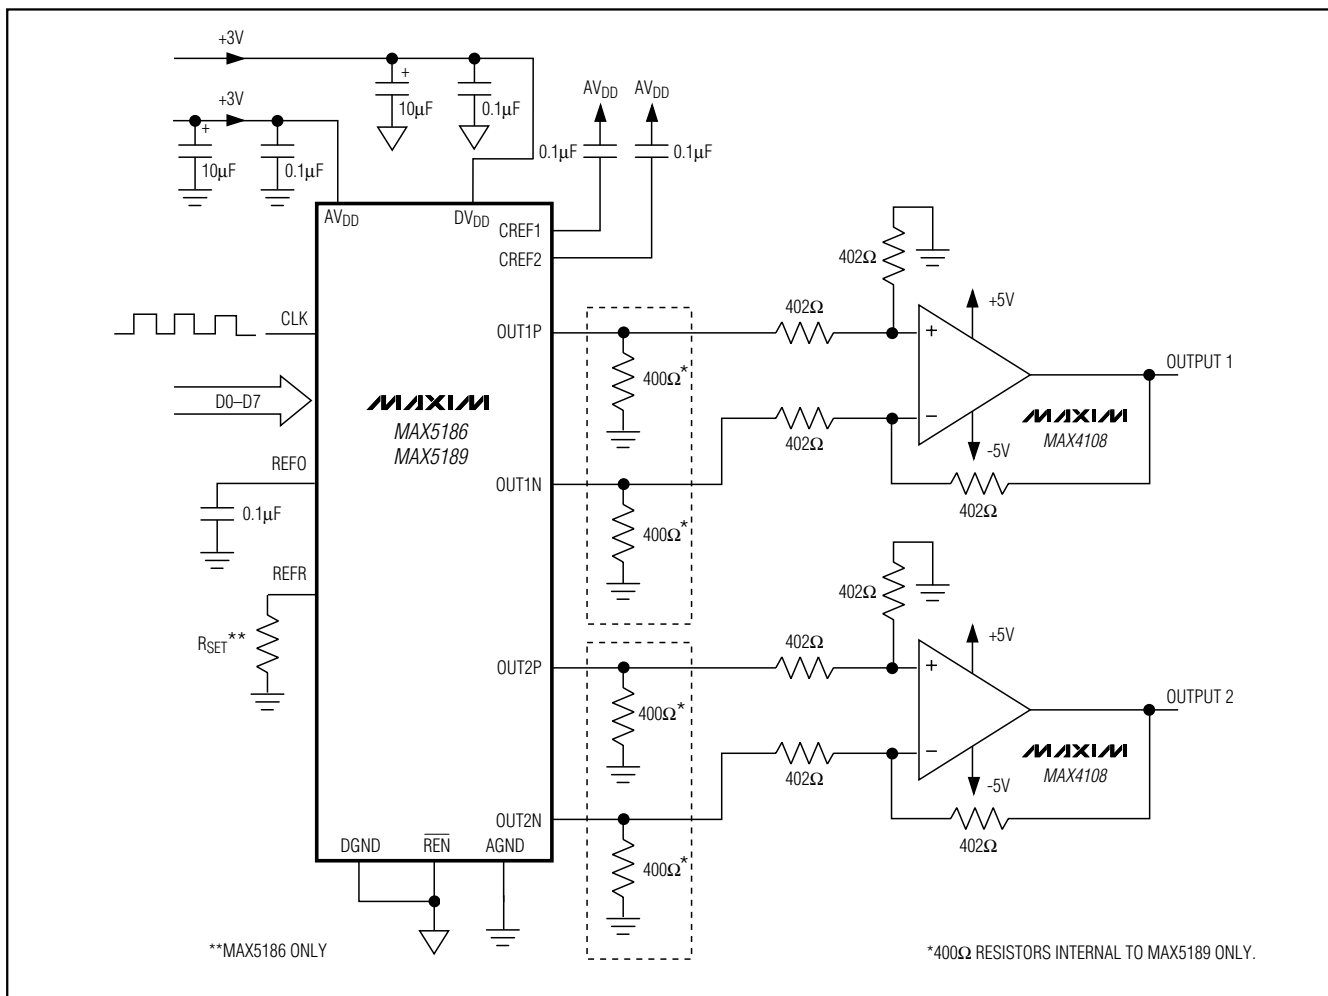 +3V
+
10µF
0.1µF
AVDD
AVDD
+3V
+
10µF
0.1µF
0.1µF
0.1µF
AVDD
DVDD
CREF1
CREF2
CLK
D0–D7
REFO
0.1µF
REFR
RSET**
MAXIM
MAX5186
MAX5189
OUT1P
OUT1N
OUT2P
OUT2N
DGND
REN
AGND
400Ω*
400Ω*
400Ω*
400Ω*
402Ω
402Ω
402Ω
+
−
+5V
-5V
MAXIM
MAX4108
402Ω
OUTPUT 1
402Ω
402Ω
402Ω
+
−
+5V
-5V
MAXIM
MAX4108
402Ω
OUTPUT 2
**MAX5186 ONLY
*400Ω RESISTORS INTERNAL TO MAX5189 ONLY.